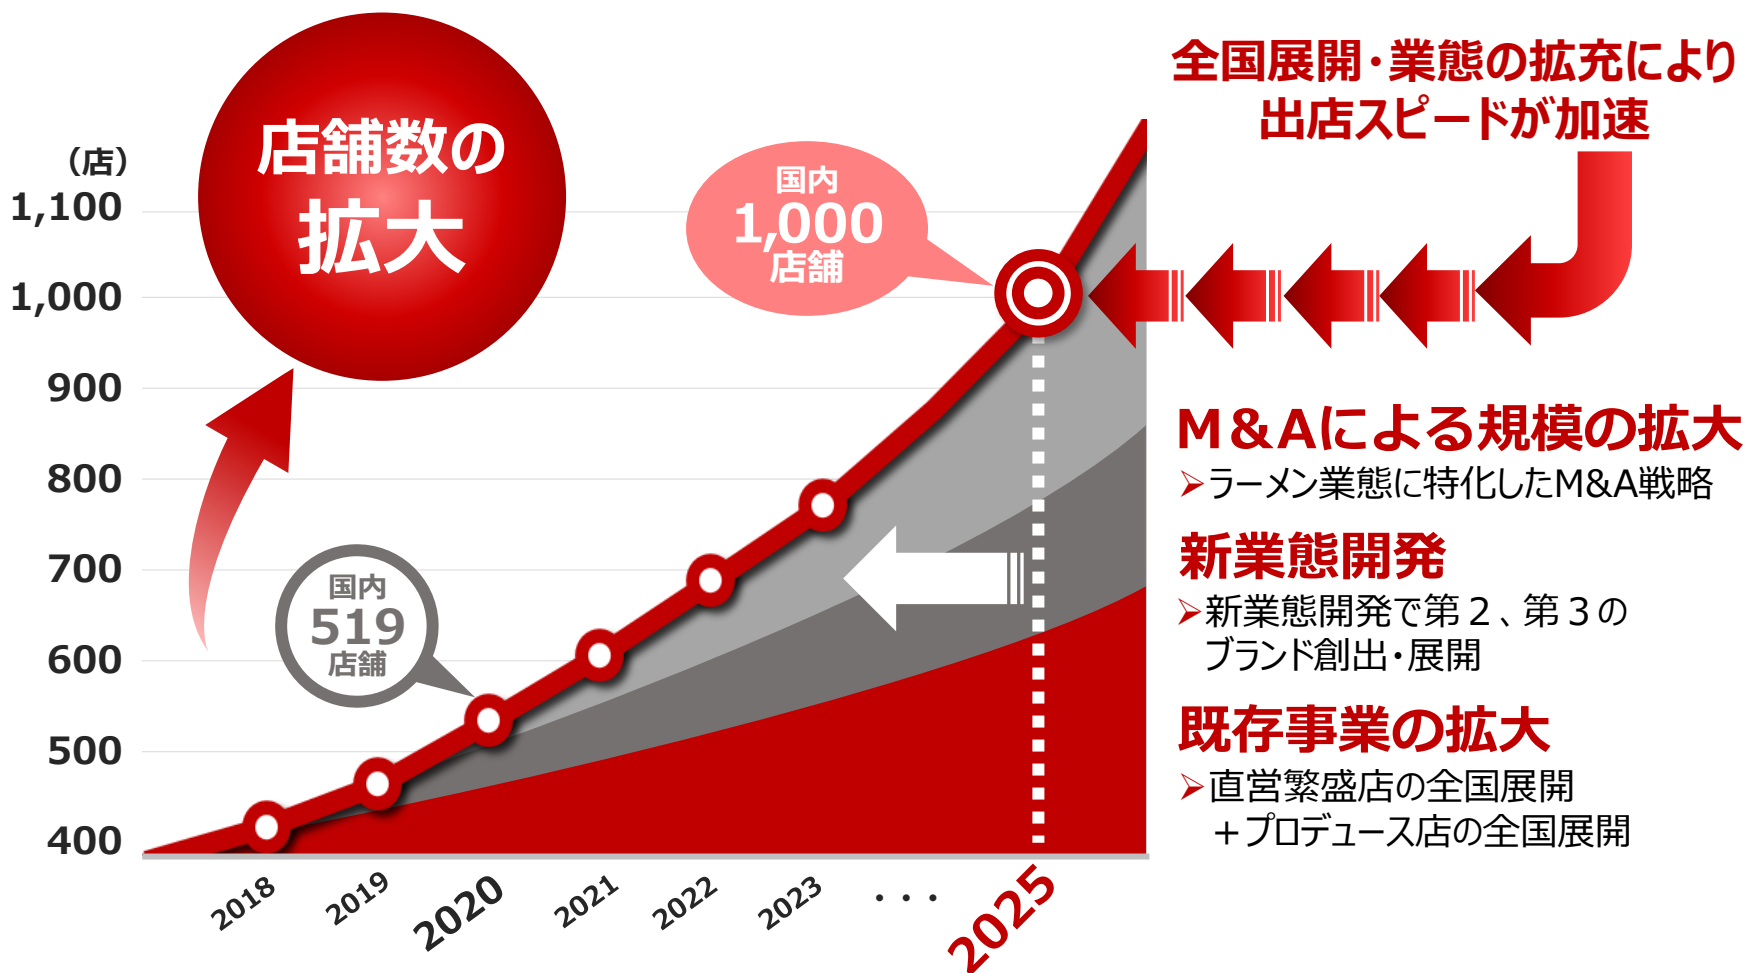 店舗数の
拡大
全国展開・業態の拡充により
出店スピードが加速
（店）
1,100
1,000
900
800
700
600
500
400
国内
1,000
店舗
国内
519
店舗
2018
2019
2020
2021
2022
2023
・・・
2025
M&Aによる規模の拡大
➢ラーメン業態に特化したM&A戦略
新業態開発
➢新業態開発で第２、第３の
ブランド創出・展開
既存事業の拡大
➢直営繁盛店の全国展開
＋プロデュース店の全国展開